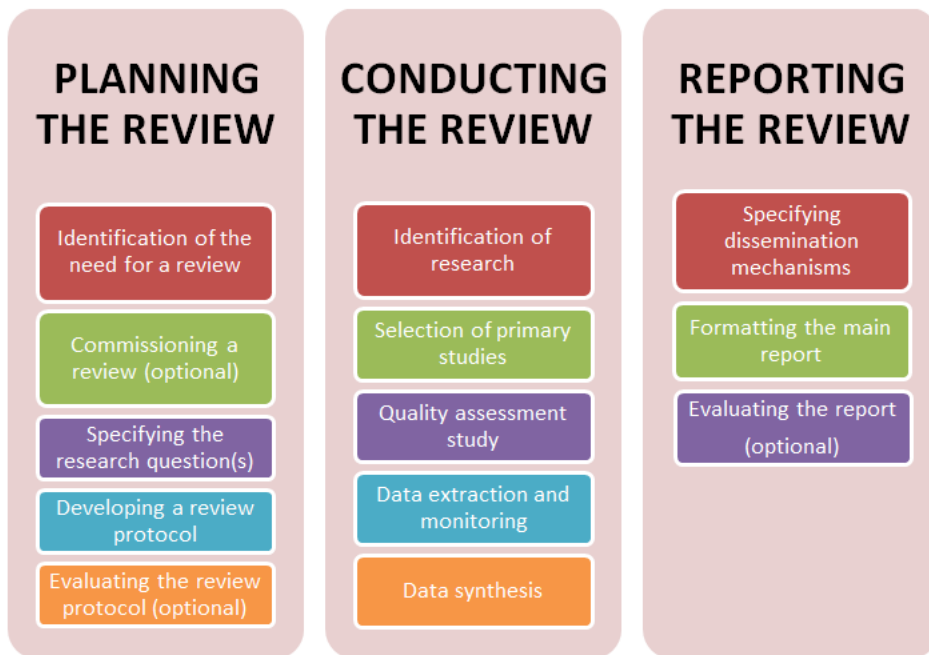 PLANNING
THE REVIEW
Identification of the
need for a review
Commissioning a
review (optional)
Specifying the
research question(s)
Developing a review
protocol
Evaluating the review
protocol (optional)
CONDUCTING
THE REVIEW
Identification of
research
Selection of primary
studies
Quality assessment
study
Data extraction and
monitoring
Data synthesis
REPORTING
THE REVIEW
Specifying
dissemination
mechanisms
Formatting the main
report
Evaluating the report
(optional)